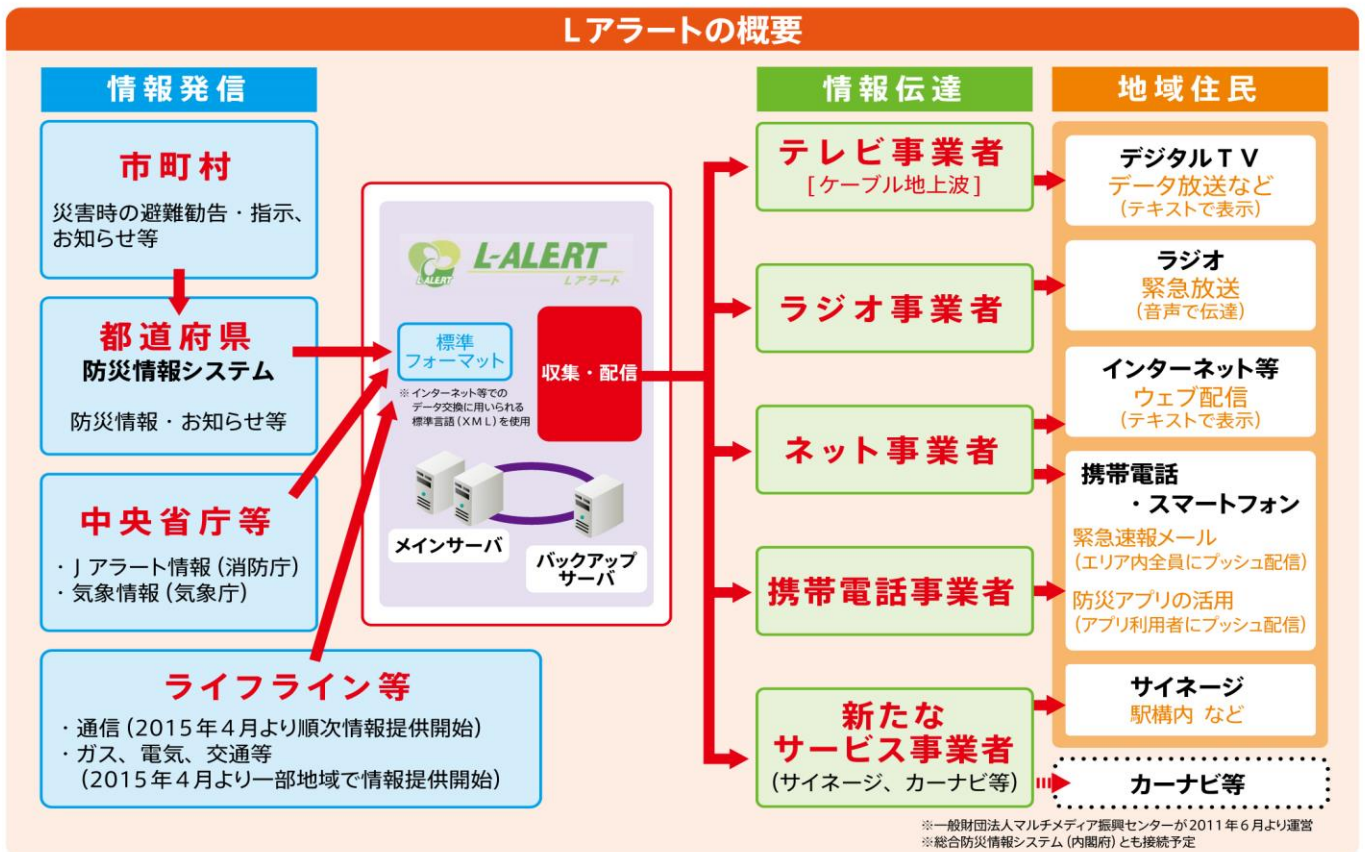 Lアラートの概要
情報発信
市町村
災害時の避難勧告・指示、
お知らせ等
都道府県
防災情報システム
防災情報・お知らせ等
中央省庁等
・Jアラート情報(消防庁)
・気象情報(気象庁)
ライフライン等
・通信(2015年4月より順次情報提供開始)
・ガス、電気、交通等
(2015年4月より一部地域で情報提供開始)
L-ALERT
L-ALERT
Lアラート
標準
フォーマット
※インターネット等での
データ交換に用いられる
標準言語(XML)を使用
収集・配信
メインサーバ
バックアップ
サーバ
情報伝達
テレビ事業者
[ケーブル地上波]
ラジオ事業者
ネット事業者
携帯電話事業者
新たな
サービス事業者
(サイネージ、カーナビ等)
地域住民
デジタルTV
データ放送など
(テキストで表示)
ラジオ
緊急放送
(音声で伝達)
インターネット等
ウェブ配信
(テキストで表示)
携帯電話
・スマートフォン
緊急速報メール
(エリア内全員にプッシュ配信)
防災アプリの活用
(アプリ利用者にプッシュ配信)
サイネージ
駅構内 など
カーナビ等
※一般財団法人マルチメディア振興センターが2011年6月より運営
※総合防災情報システム(内閣府)とも接続予定